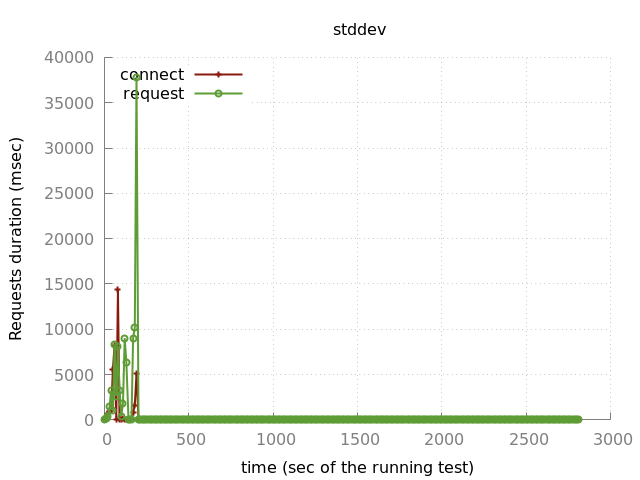 stddev
40000
35000
30000
25000
20000
15000
10000
5000
0
connect
request
Requests duration (msec)
0 500 1000 1500 2000 2500 3000
time (sec of the running test)